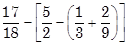 17/18 − [5/2 − (1/3 + 2/9)]